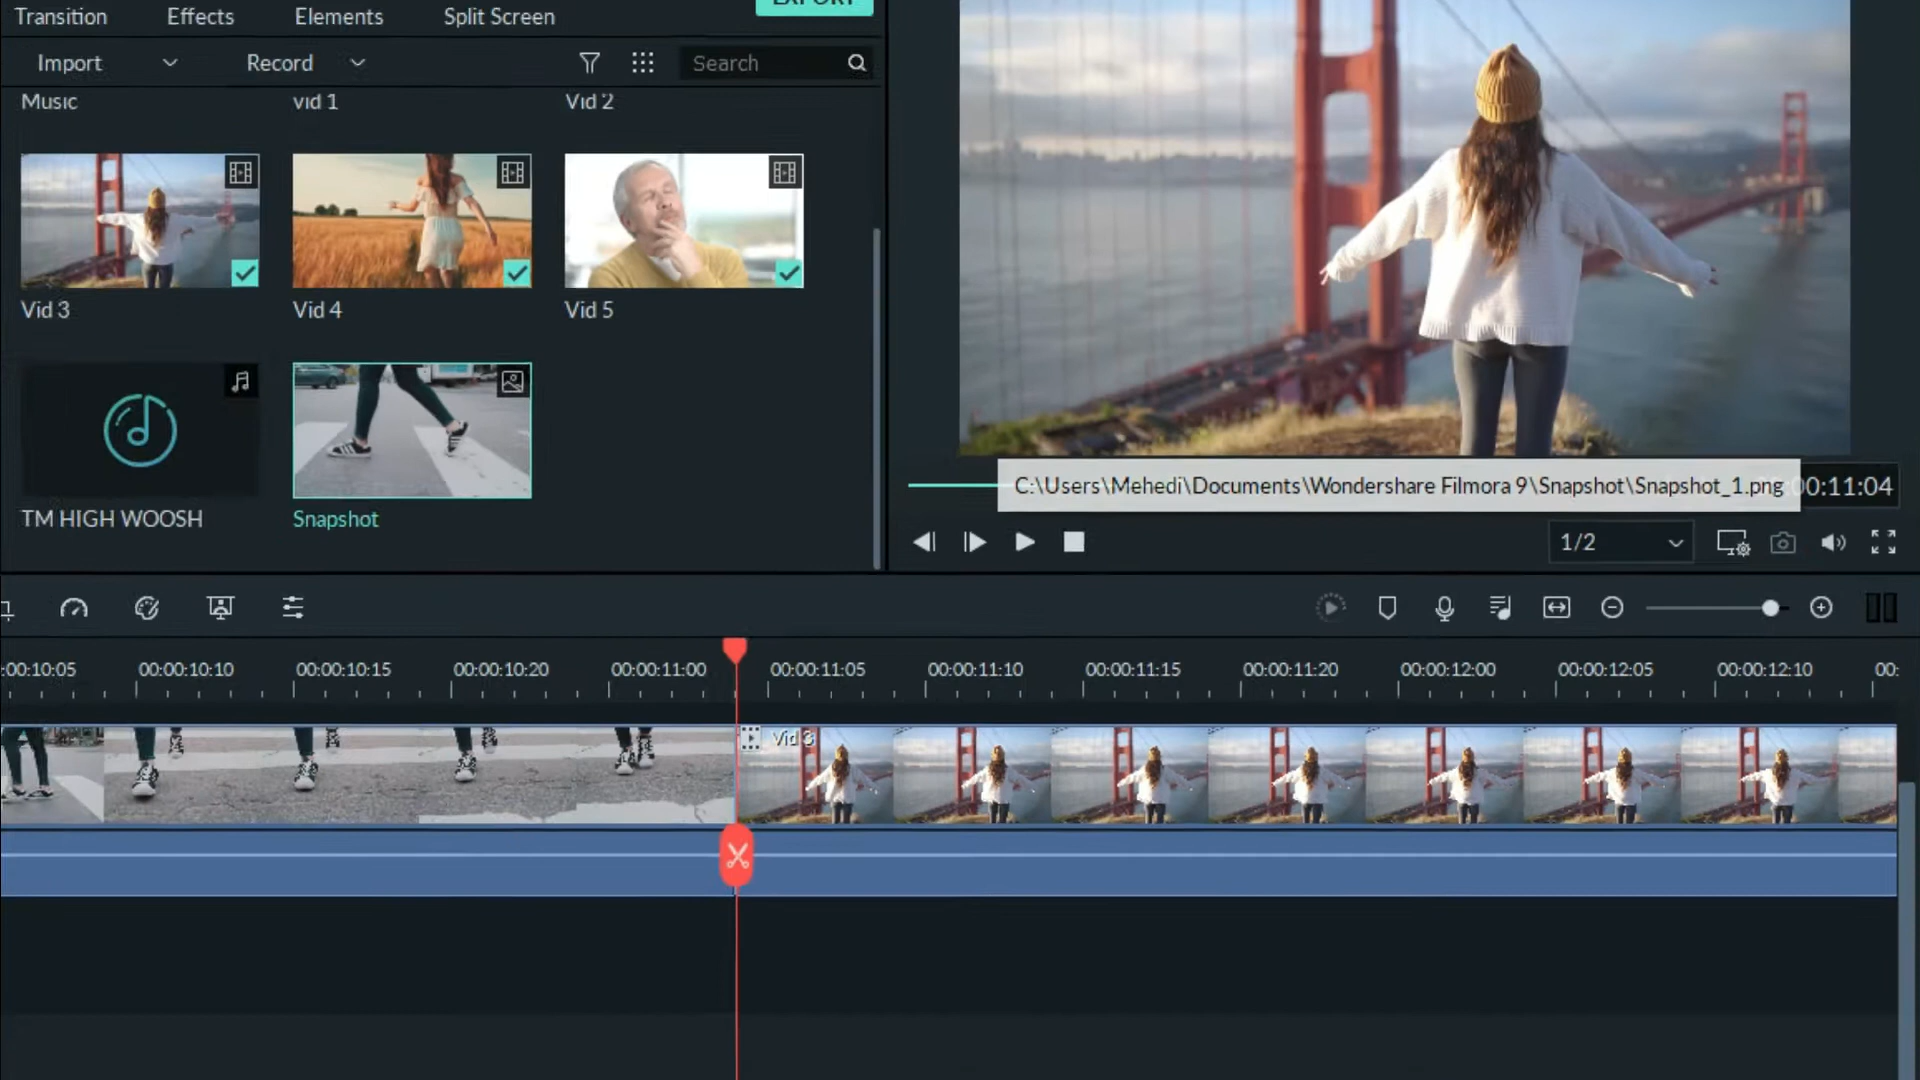 Transition Effects Elements Split Screen EXPORT
Import Record Search
Music vid 1 Vid 2
Vid 3 Vid 4 Vid 5
TM HIGH WOOSH Snapshot
C:\Users\Mehedi\Documents\Wondershare Filmora 9\Snapshot\Snapshot_1.png 00:11:04
1/2
:00:10:05 00:00:10:10 00:00:10:15 00:00:10:20 00:00:11:00 00:00:11:05 00:00:11:10 00:00:11:15 00:00:11:20 00:00:12:00 00:00:12:05 00:00:12:10 00:
Vid 3